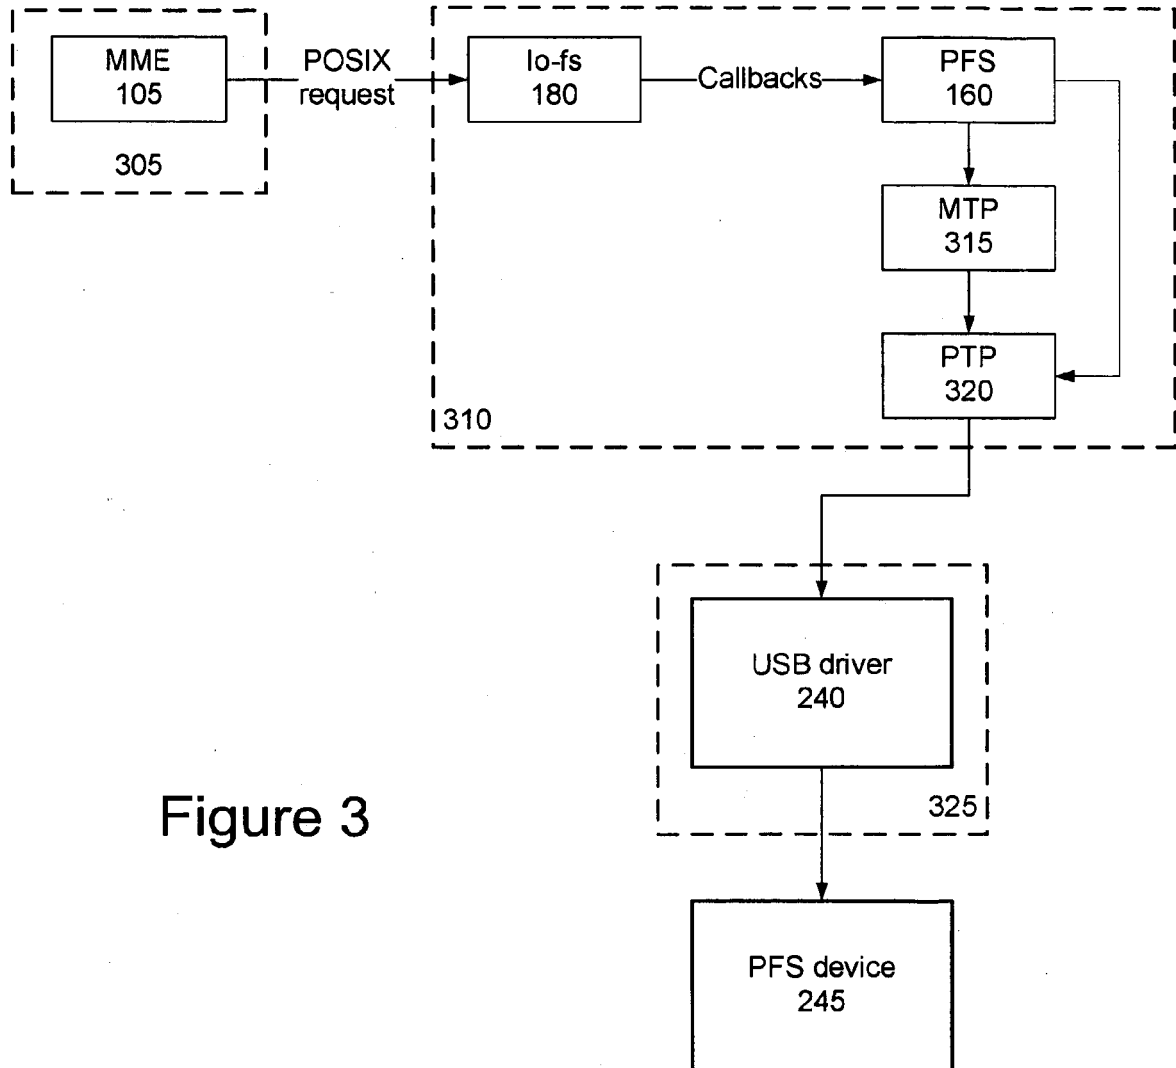 MME
105
305
POSIX
request
Io-fs
180
Callbacks
PFS
160
MTP
315
PTP
320
310
USB driver
240
325
Figure 3
PFS device
245